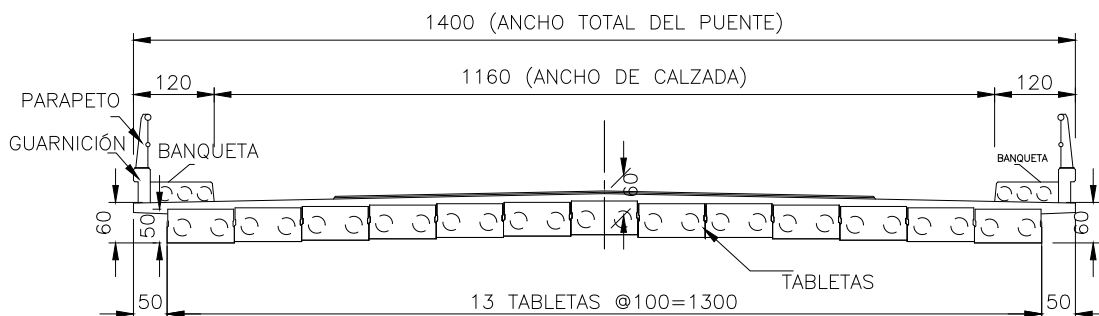 1400 (ANCHO TOTAL DEL PUENTE)
120
1160 (ANCHO DE CALZADA)
120
PARAPETO
GUARNICIÓN
BANQUETA
BANQUETA
60
60
50
60
TABLETAS
50
13 TABLETAS @100=1300
50